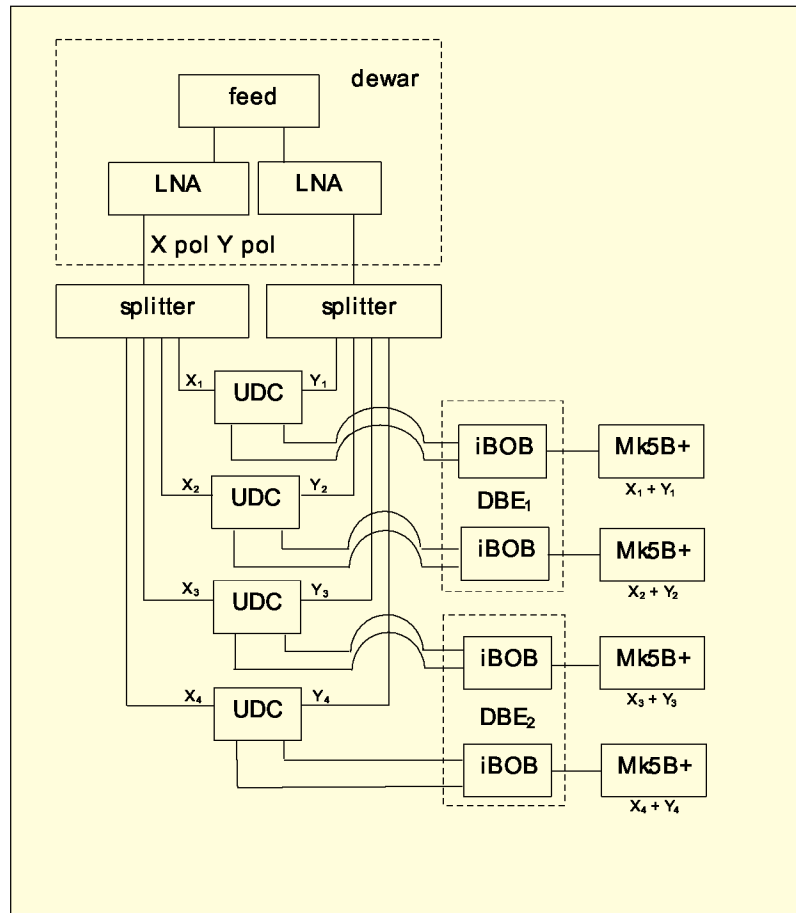 dewar
feed
LNA
LNA
X pol Y pol
splitter
splitter
X₁
UDC
Y₁
iBOB
Mk5B+
X₁ + Y₁
X₂
UDC
Y₂
DBE₁
iBOB
Mk5B+
X₂ + Y₂
X₃
UDC
Y₃
iBOB
Mk5B+
X₃ + Y₃
X₄
UDC
Y₄
DBE₂
iBOB
Mk5B+
X₄ + Y₄